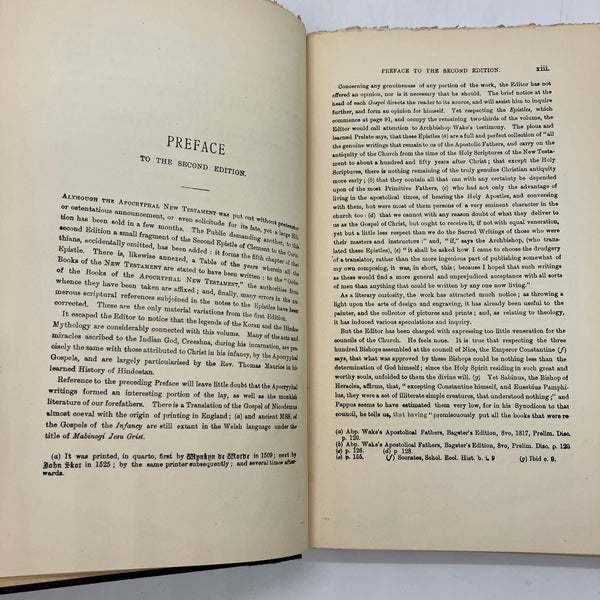 PREFACE
TO THE SECOND EDITION.
ALTHOUGH THE APOCRYPHAL NEW TESTAMENT was put out without pretension
or ostentatious announcement, or even solicitude for its fate, yet a large Edi-
tion has been sold in a few months. The Public demanding another, to this
second Edition a small fragment of the Second Epistle of Clement to the Corin-
thians, accidentally omitted, has been added: it forms the fifth chapter of this
Epistle. There is, likewise, annexed, a Table of the years wherein all the
Books of the NEW TESTAMENT are stated to have been written: to the "Order
of the Books of the APOCRYPHAL NEW TESTAMENT," the authorities from
whence they have been taken are affixed; and, finally, many errors in the nu-
merous scriptural references subjoined in the notes to the Epistles have been
corrected. These are the only material variations from the first Edition.
It escaped the Editor to notice that the legends of the Koran and the Hindoo
Mythology are considerably connected with this volume. Many of the acts and
miracles ascribed to the Indian God, Creeshna, during his incarnation, are
precisely the same with those attributed to Christ in his infancy, by the Apocryphal
Gospels, and are largely particularised by the Rev. Thomas Maurice in his
learned History of Hindostan.
Reference to the preceding Preface will leave little doubt that the Apocryphal
writings formed an interesting portion of the lay, as well as the monkish
literature of our forefathers. There is a Translation of the Gospel of Nicodemus
almost coeval with the origin of printing in England; (a) and ancient MSS. of
the Gospels of the Infancy are still extant in the Welsh language under the
title of Mabinogi Jesu Grist.
(a) It was printed, in quarto, first by Wynkyn de Worde in 1509; next by
John Skot in 1525; by the same printer subsequently; and several times after-
wards.
PREFACE TO THE SECOND EDITION. xiii.
Concerning any genuineness of any portion of the work, the Editor has not
offered an opinion, nor is it necessary that he should. The brief notice at the
head of each Gospel directs the reader to its source, and will assist him to inquire
further, and form an opinion for himself. Yet respecting the Epistles, which
commence at page 91, and occupy the remaining two-thirds of the volume, the
Editor would call attention to Archbishop Wake's testimony. The pious and
learned Prelate says, that these Epistles (a) are a full and perfect collection of "all
the genuine writings that remain to us of the Apostolic Fathers, and carry on the
antiquity of the Church from the time of the Holy Scriptures of the New Testa-
ment to about a hundred and fifty years after Christ; that except the Holy
Scriptures, there is nothing remaining of the truly genuine Christian antiquity
more early; (b) that they contain all that can with any certainty be depended
upon of the most Primitive Fathers, (c) who had not only the advantage of
living in the apostolical times, of hearing the Holy Apostles, and conversing
with them, but were most of them persons of a very eminent character in the
church too: (d) that we cannot with any reason doubt of what they deliver to
us as the Gospel of Christ, but ought to receive it, if not with equal veneration,
yet but a little less respect than we do the Sacred Writings of those who were
their masters and instructors;" and, (e) "if," says the Archbishop, (who trans-
lated these Epistles), (e) "it shall be asked how I came to choose the drudgery
of a translator, rather than the more ingenious part of publishing somewhat of
my own composing, it was, in short, this; because I hoped that such writings
as these would find a more general and unprejudiced acceptance with all sorts
of men than anything that could be written by any one now living."
As a literary curiosity, the work has attracted much notice; as throwing a
light upon the art of design and engraving, it has already been useful to the
painter, and the collector of pictures and prints; and, as relating to theology,
it has induced various speculations and inquiry.
But the editor has been charged with expressing too little veneration for the
councils of the Church. He feels none. It is true that respecting the three
hundred Bishops assembled at the council of Nice, the Emperor Constantine (f)
says, that what was approved by these Bishops could be nothing less than the
determination of God himself; since the Holy Spirit residing in such great and
worthy souls, unfolded to them the divine will. (g) Yet Sabinus, the Bishop of
Heracles, affirms, that, "excepting Constantine himself, and Eusebius Pamphi-
lus, they were a set of illiterate simple creatures, that understood nothing;" and
Pappus seems to have estimated them very low, for in his Synodicon to that
council, he tells us, that having "promiscuously put all the books that were re
(a) Abp. Wake's Apostolical Fathers, Bagster's Edition, 8vo, 1817, Prelim. Disc.
p. 120.
(b) Abp. Wake's Apostolical Fathers, Bagster's Edition, 8vo, Prelim. Disc. p. 120.
(c) p. 126. (d) p 128.
(e) p. 155. (f) Socrates, Schol. Eccl. Hist. b. i. 9 (g) Ibid c. 9.